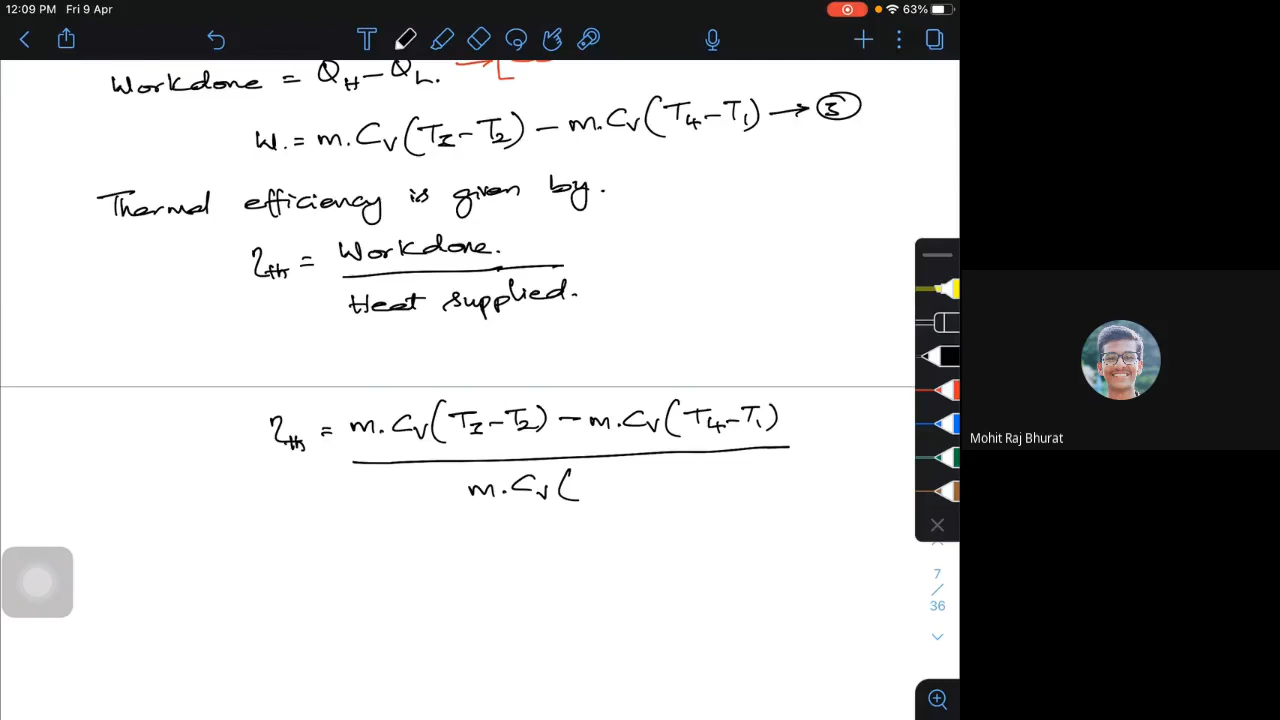 12:09 PM Fri 9 Apr
63%
Workdone = QH - QL.
W. = m. Cv (T3 - T2) - m. Cv (T4 - T1) → 3
Thermal efficiency is given by.
ηth = Workdone.
Heat supplied.
ηth = m. Cv (T3 - T2) - m. Cv (T4 - T1)
m. Cv (
7
/
36
Mohit Raj Bhurat